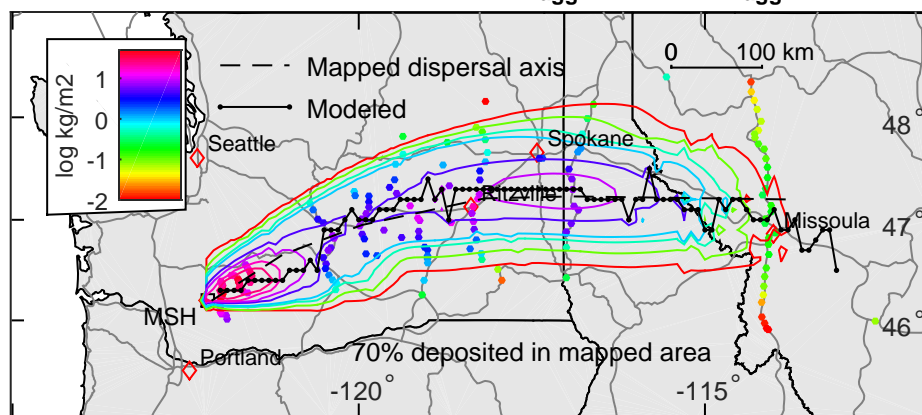 0 100 km
Mapped dispersal axis
Modeled
log kg/m2
1
0
-1
-2
48°
Seattle
Spokane
Ritzville
47°
Missoula
MSH
46°
Portland
70% deposited in mapped area
-120°
-115°